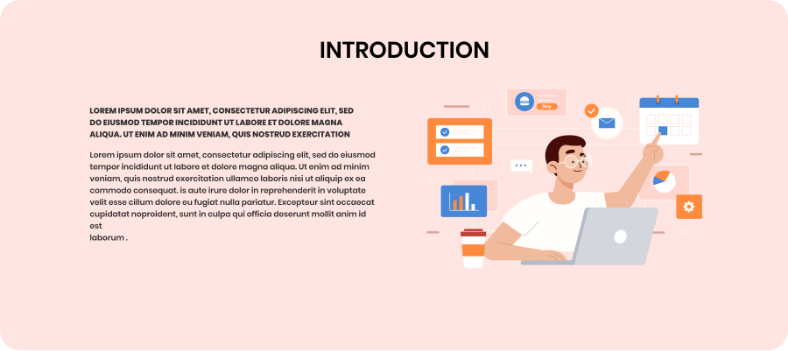 INTRODUCTION
LOREM IPSUM DOLOR SIT AMET, CONSECTETUR ADIPISCING ELIT, SED
DO EIUSMOD TEMPOR INCIDIDUNT UT LABORE ET DOLORE MAGNA
ALIQUA. UT ENIM AD MINIM VENIAM, QUIS NOSTRUD EXERCITATION
Lorem ipsum dolor sit amet, consectetur adipiscing elit, sed do eiusmod
tempor incididunt ut labore et dolore magna aliqua. Ut enim ad minim
veniam, quis nostrud exercitation ullamco laboris nisi ut aliquip ex ea
commodo consequat. is aute irure dolor in reprehenderit in voluptate
velit esse cillum dolore eu fugiat nulla pariatur. Excepteur sint occaecat
cupidatat noproident, sunt in culpa qui officia deserunt mollit anim id
est
laborum .
Buy